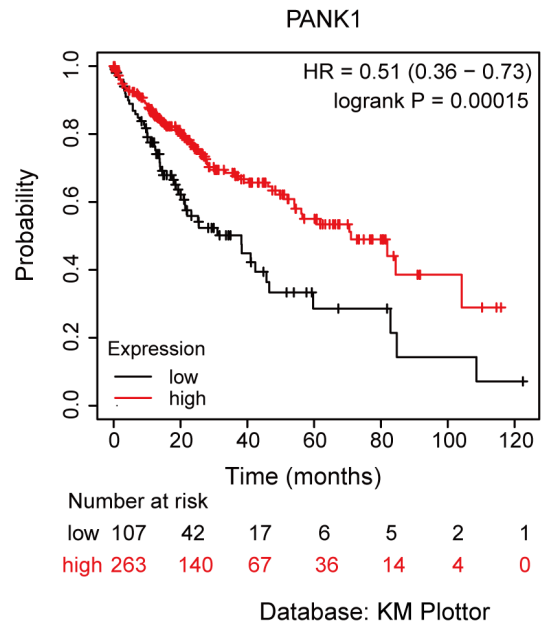 PANK1
HR = 0.51 (0.36 − 0.73)
logrank P = 0.00015
Probability
1.0
0.8
0.6
0.4
0.2
0.0
Expression
low
high
0 20 40 60 80 100 120
Time (months)
Number at risk
low 107 42 17 6 5 2 1
high 263 140 67 36 14 4 0
Database: KM Plottor